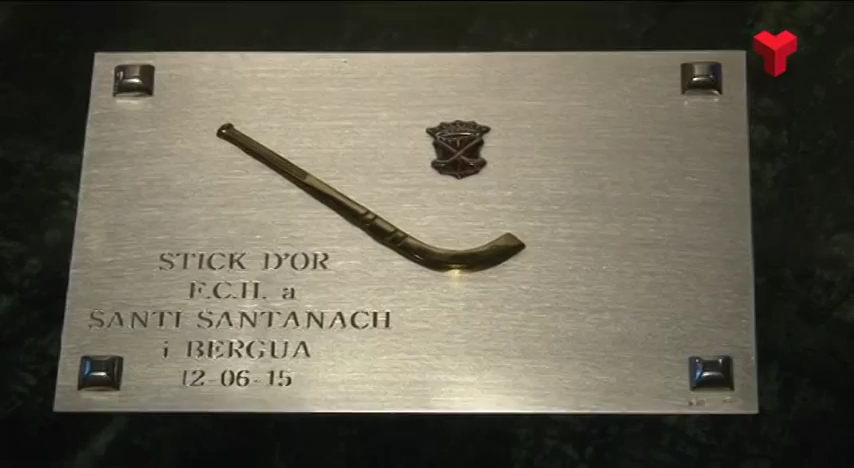 STICK D'OR
F.C.H. a
SANTI SANTANACH
i BERGUA
12-06-15